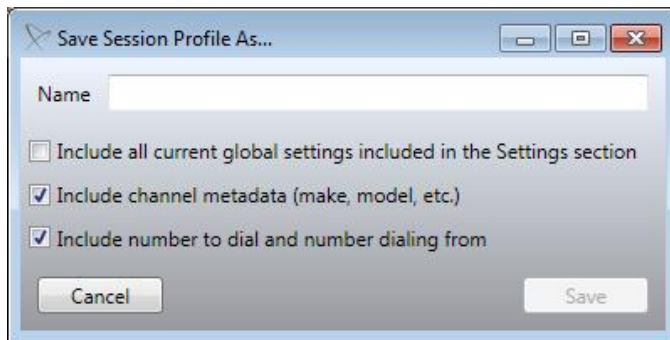 Save Session Profile As...
Name
Include all current global settings included in the Settings section
Include channel metadata (make, model, etc.)
Include number to dial and number dialing from
Cancel
Save